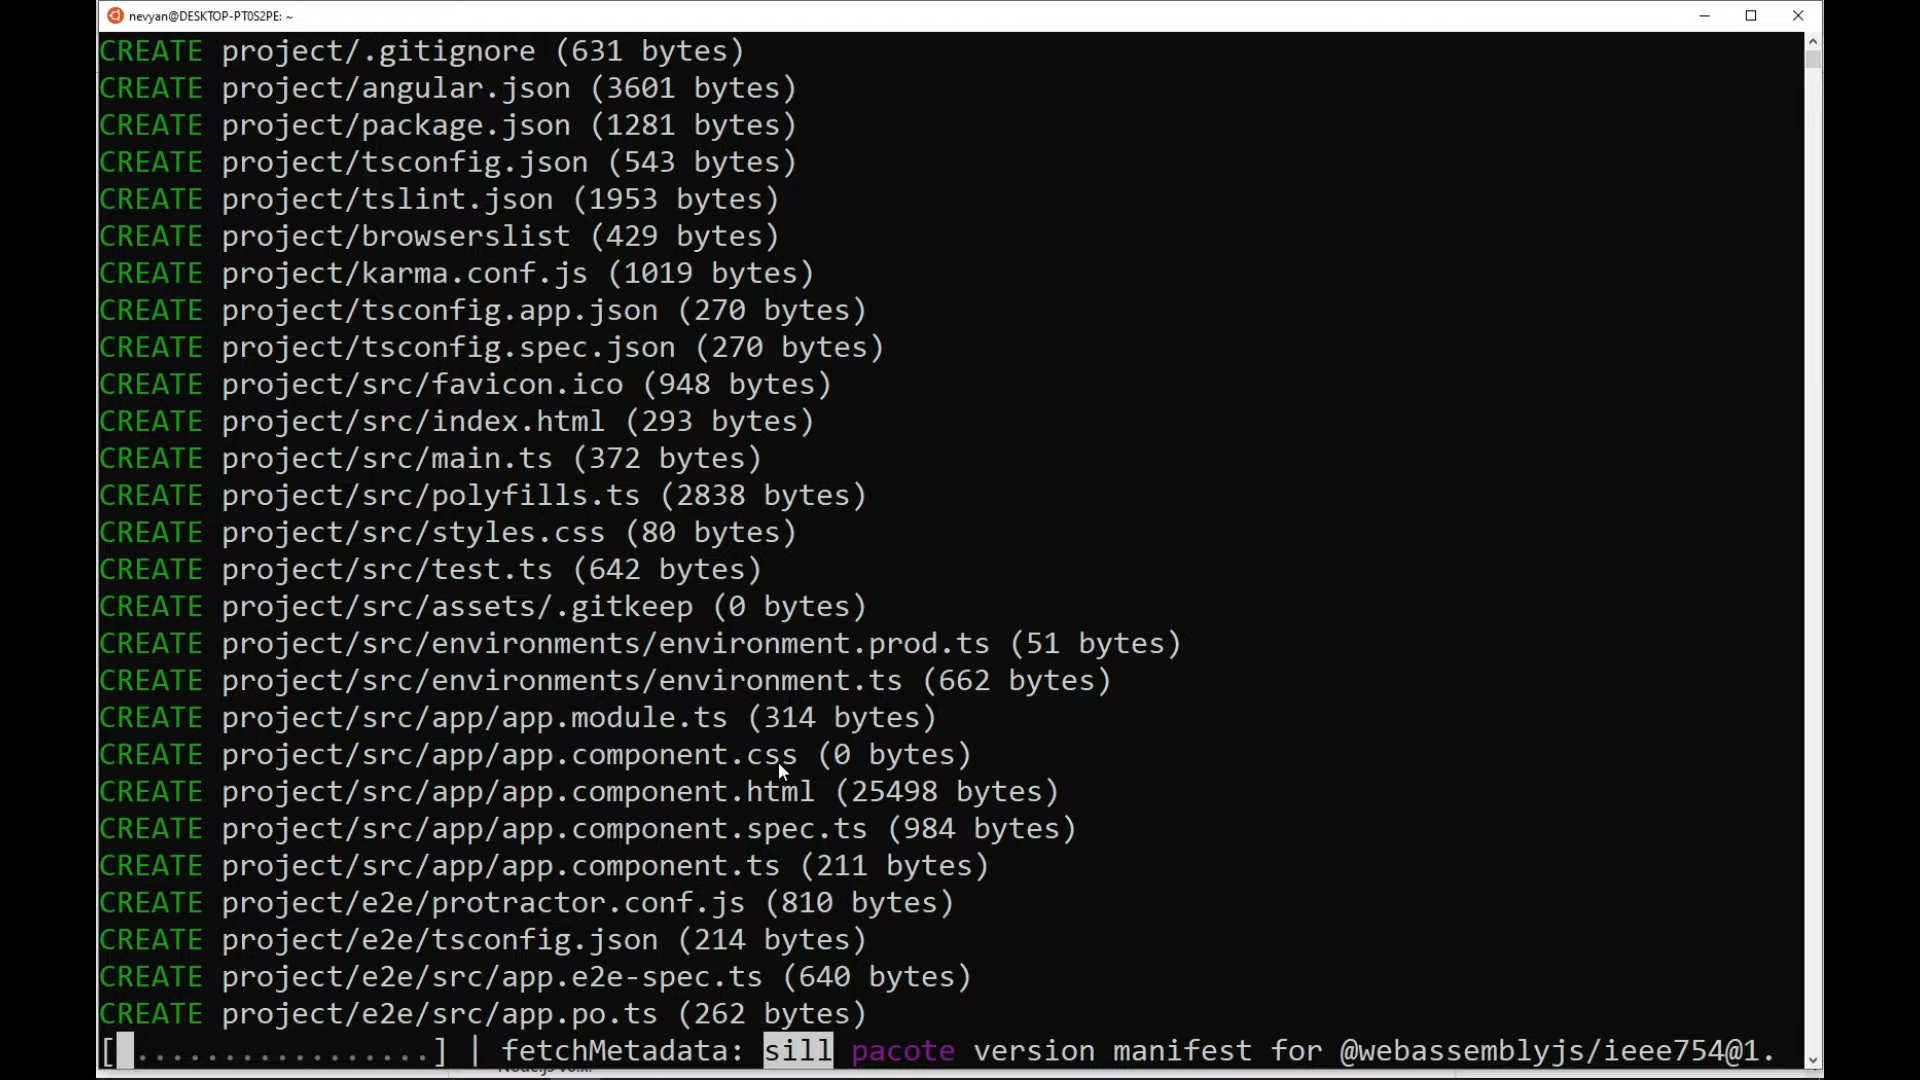 nevyan@DESKTOP-PT0S2PE: ~
CREATE project/.gitignore (631 bytes)
CREATE project/angular.json (3601 bytes)
CREATE project/package.json (1281 bytes)
CREATE project/tsconfig.json (543 bytes)
CREATE project/tslint.json (1953 bytes)
CREATE project/browserslist (429 bytes)
CREATE project/karma.conf.js (1019 bytes)
CREATE project/tsconfig.app.json (270 bytes)
CREATE project/tsconfig.spec.json (270 bytes)
CREATE project/src/favicon.ico (948 bytes)
CREATE project/src/index.html (293 bytes)
CREATE project/src/main.ts (372 bytes)
CREATE project/src/polyfills.ts (2838 bytes)
CREATE project/src/styles.css (80 bytes)
CREATE project/src/test.ts (642 bytes)
CREATE project/src/assets/.gitkeep (0 bytes)
CREATE project/src/environments/environment.prod.ts (51 bytes)
CREATE project/src/environments/environment.ts (662 bytes)
CREATE project/src/app/app.module.ts (314 bytes)
CREATE project/src/app/app.component.css (0 bytes)
CREATE project/src/app/app.component.html (25498 bytes)
CREATE project/src/app/app.component.spec.ts (984 bytes)
CREATE project/src/app/app.component.ts (211 bytes)
CREATE project/e2e/protractor.conf.js (810 bytes)
CREATE project/e2e/tsconfig.json (214 bytes)
CREATE project/e2e/src/app.e2e-spec.ts (640 bytes)
CREATE project/e2e/src/app.po.ts (262 bytes)
[ .................] | fetchMetadata: sill pacote version manifest for @webassemblyjs/ieee754@1.